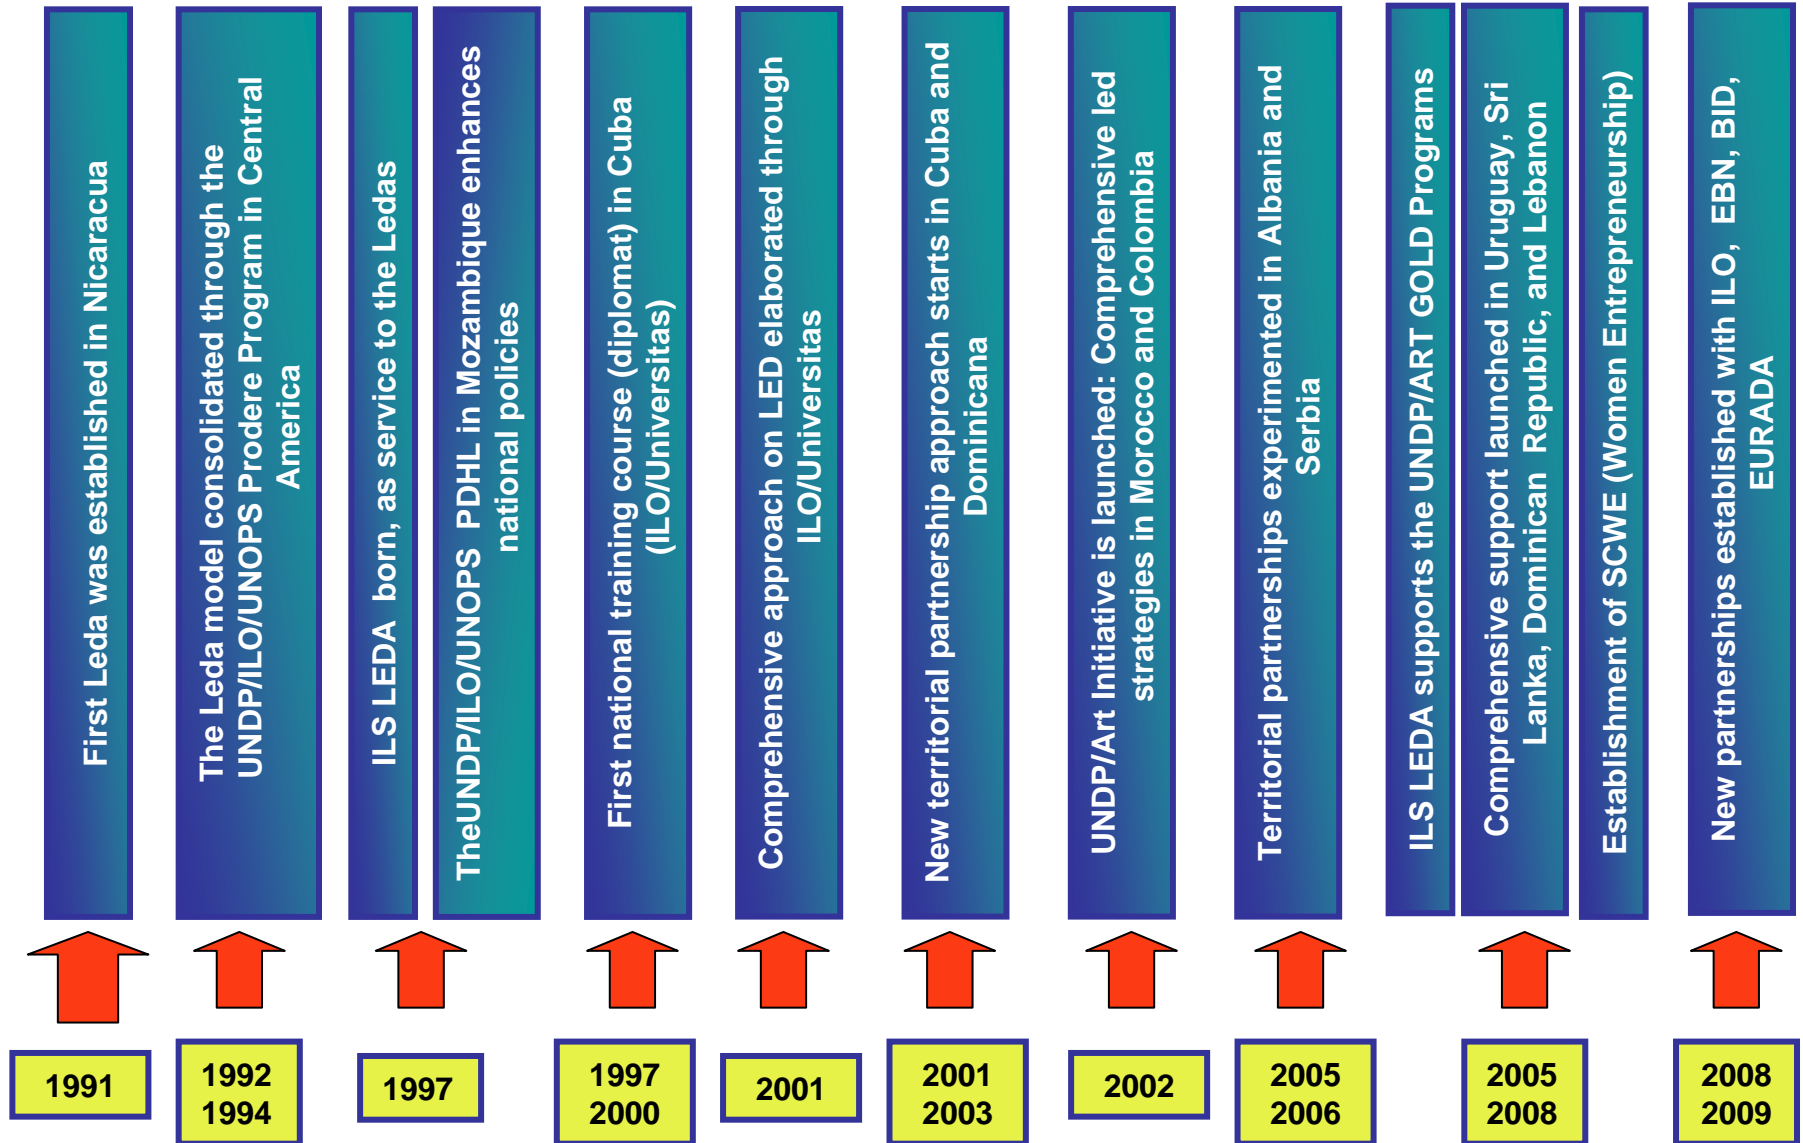 First Leda was established in Nicaracua
The Leda model consolidated through the
UNDP/ILO/UNOPS Prodere Program in Central
America
ILS LEDA born, as service to the Ledas
TheUNDP/ILO/UNOPS PDHL in Mozambique enhances
national policies
First national training course (diplomat) in Cuba
(ILO/Universitas)
Comprehensive approach on LED elaborated through
ILO/Universitas
New territorial partnership approach starts in Cuba and
Dominicana
UNDP/Art Initiative is launched: Comprehensive led
strategies in Morocco and Colombia
Territorial partnerships experimented in Albania and
Serbia
ILS LEDA supports the UNDP/ART GOLD Programs
Comprehensive support launched in Uruguay, Sri
Lanka, Dominican Republic, and Lebanon
Establishment of SCWE (Women Entrepreneurship)
New partnerships established with ILO, EBN, BID,
EURADA
1991
1992
1994
1997
1997
2000
2001
2001
2003
2002
2005
2006
2005
2008
2008
2009